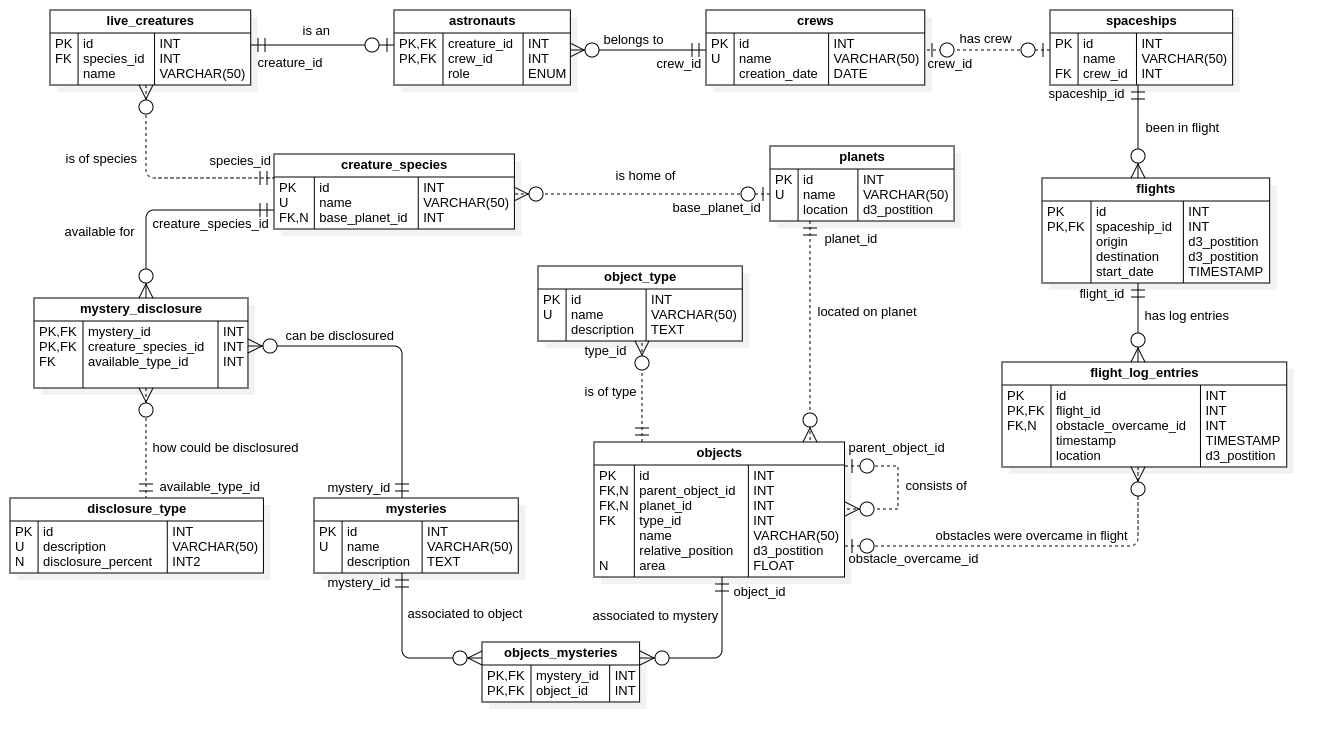 live_creatures
PK id INT
FK species_id INT
name VARCHAR(50)
is an
creature_id
astronauts
PK,FK creature_id INT
PK,FK crew_id INT
role ENUM
belongs to
crew_id
crews
PK id INT
U name VARCHAR(50)
creation_date DATE
has crew
crew_id
spaceships
PK id INT
name VARCHAR(50)
FK crew_id INT
spaceship_id
been in flight
is of species
species_id
creature_species
PK id INT
U name VARCHAR(50)
FK,N base_planet_id INT
is home of
base_planet_id
planets
PK id INT
U name VARCHAR(50)
location d3_postition
flights
PK id INT
PK,FK spaceship_id INT
origin d3_postition
destination d3_postition
start_date TIMESTAMP
available for
creature_species_id
planet_id
located on planet
object_type
PK id INT
U name VARCHAR(50)
description TEXT
type_id
is of type
flight_id
has log entries
mystery_disclosure
PK,FK mystery_id INT
PK,FK creature_species_id INT
FK available_type_id INT
can be disclosured
flight_log_entries
PK id INT
PK,FK flight_id INT
FK,N obstacle_overcame_id INT
timestamp TIMESTAMP
location d3_postition
how could be disclosured
available_type_id
mystery_id
objects
PK id INT
FK,N parent_object_id INT
FK,N planet_id INT
FK type_id INT
name VARCHAR(50)
relative_position d3_postition
N area FLOAT
parent_object_id
consists of
obstacles were overcame in flight
obstacle_overcame_id
disclosure_type
PK id INT
U description VARCHAR(50)
N disclosure_percent INT2
mysteries
PK id INT
U name VARCHAR(50)
description TEXT
mystery_id
associated to object
object_id
associated to mystery
objects_mysteries
PK,FK mystery_id INT
PK,FK object_id INT